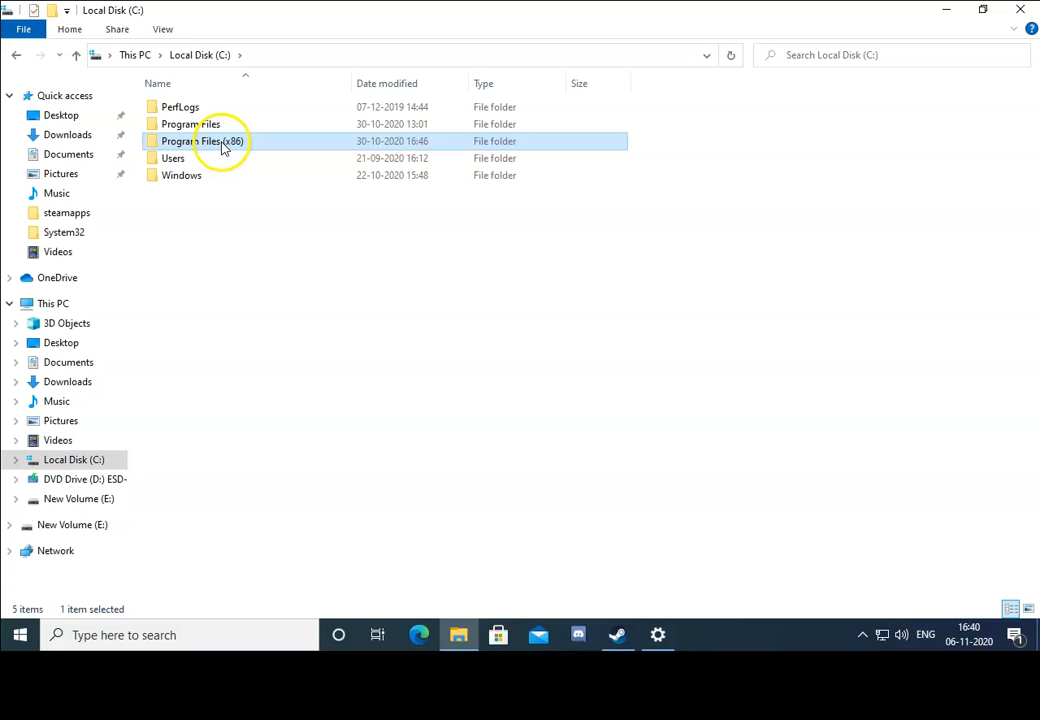 Local Disk (C:)
File Home Share View
This PC Local Disk (C:) Search Local Disk (C:)
Name Date modified Type Size
PerfLogs 07-12-2019 14:44 File folder
Program Files 30-10-2020 13:01 File folder
Program Files (x86) 30-10-2020 16:46 File folder
Users 21-09-2020 16:12 File folder
Windows 22-10-2020 15:48 File folder
Quick access
Desktop
Downloads
Documents
Pictures
Music
steamapps
System32
Videos
OneDrive
This PC
3D Objects
Desktop
Documents
Downloads
Music
Pictures
Videos
Local Disk (C:)
DVD Drive (D:) ESD-
New Volume (E:)
New Volume (E:)
Network
5 items 1 item selected
Type here to search
ENG
16:40
06-11-2020
1